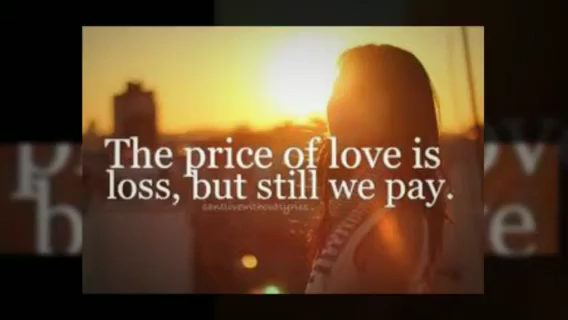 The price of love is
loss, but still we pay.